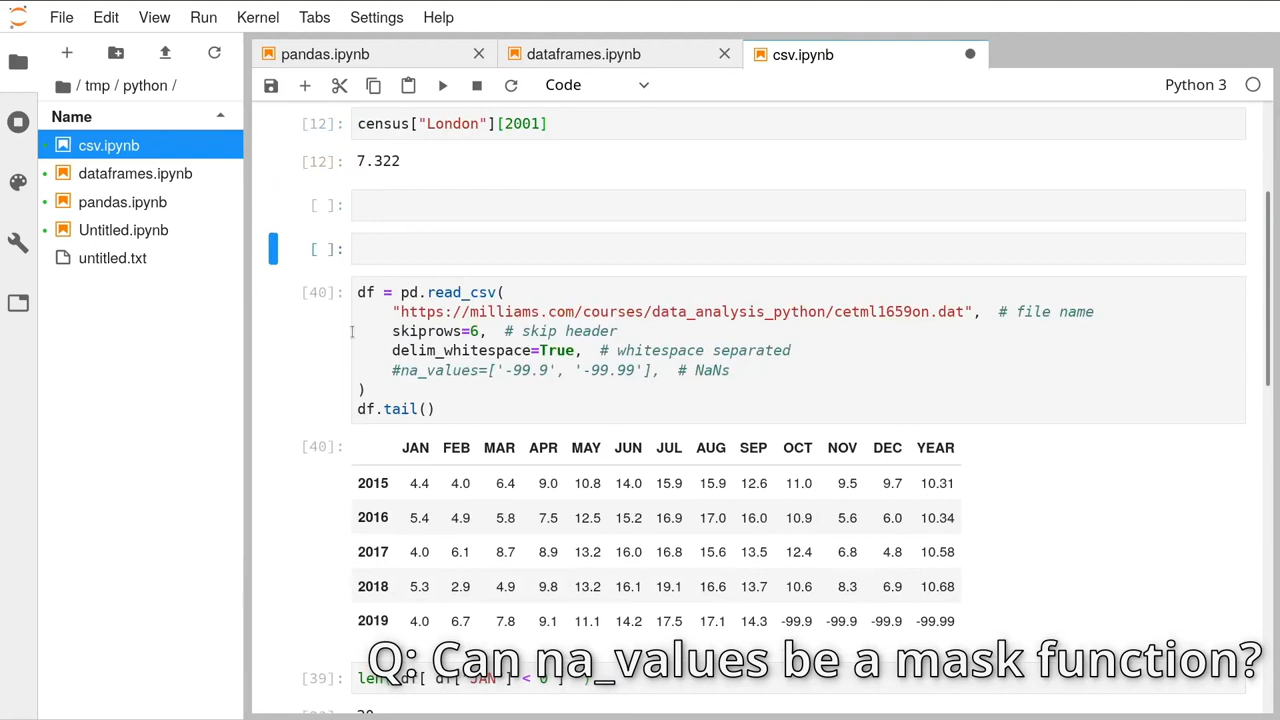 File Edit View Run Kernel Tabs Settings Help
pandas.ipynb dataframes.ipynb csv.ipynb
/ tmp / python /
Code Python 3
Name
csv.ipynb
dataframes.ipynb
pandas.ipynb
Untitled.ipynb
untitled.txt
[12]: census["London"][2001]
[12]: 7.322
[ ]:
[ ]:
[40]: df = pd.read_csv(
"https://milliams.com/courses/data_analysis_python/cetml1659on.dat", # file name
skiprows=6, # skip header
delim_whitespace=True, # whitespace separated
#na_values=['-99.9', '-99.99'], # NaNs
)
df.tail()
[40]: JAN FEB MAR APR MAY JUN JUL AUG SEP OCT NOV DEC YEAR
2015 4.4 4.0 6.4 9.0 10.8 14.0 15.9 15.9 12.6 11.0 9.5 9.7 10.31
2016 5.4 4.9 5.8 7.5 12.5 15.2 16.9 17.0 16.0 10.9 5.6 6.0 10.34
2017 4.0 6.1 8.7 8.9 13.2 16.0 16.8 15.6 13.5 12.4 6.8 4.8 10.58
2018 5.3 2.9 4.9 9.8 13.2 16.1 19.1 16.6 13.7 10.6 8.3 6.9 10.68
2019 4.0 6.7 7.8 9.1 11.1 14.2 17.5 17.1 14.3 -99.9 -99.9 -99.9 -99.99
Q: Can na_values be a mask function?
[39]: